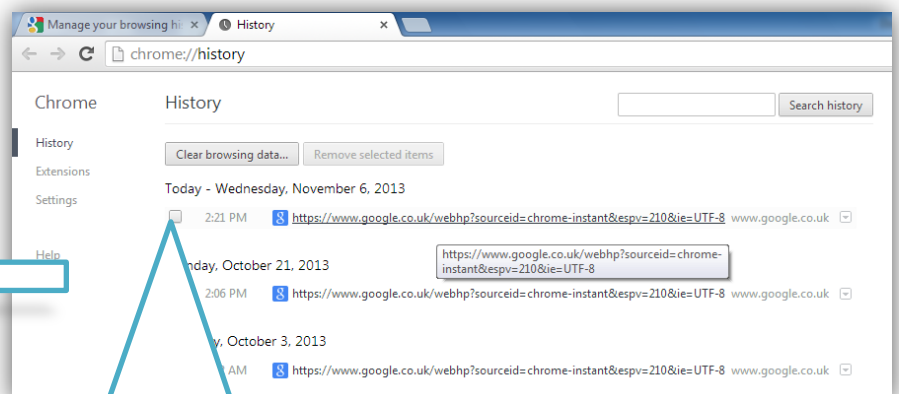 Manage your browsing hi
History
chrome://history
Chrome
History
Search history
History
Extensions
Settings
Help
Clear browsing data...
Remove selected items
Today - Wednesday, November 6, 2013
2:21 PM https://www.google.co.uk/webhp?sourceid=chrome-instant&espv=210&ie=UTF-8 www.google.co.uk
https://www.google.co.uk/webhp?sourceid=chrome-
instant&espv=210&ie=UTF-8
nday, October 21, 2013
2:06 PM https://www.google.co.uk/webhp?sourceid=chrome-instant&espv=210&ie=UTF-8 www.google.co.uk
y, October 3, 2013
AM https://www.google.co.uk/webhp?sourceid=chrome-instant&espv=210&ie=UTF-8 www.google.co.uk